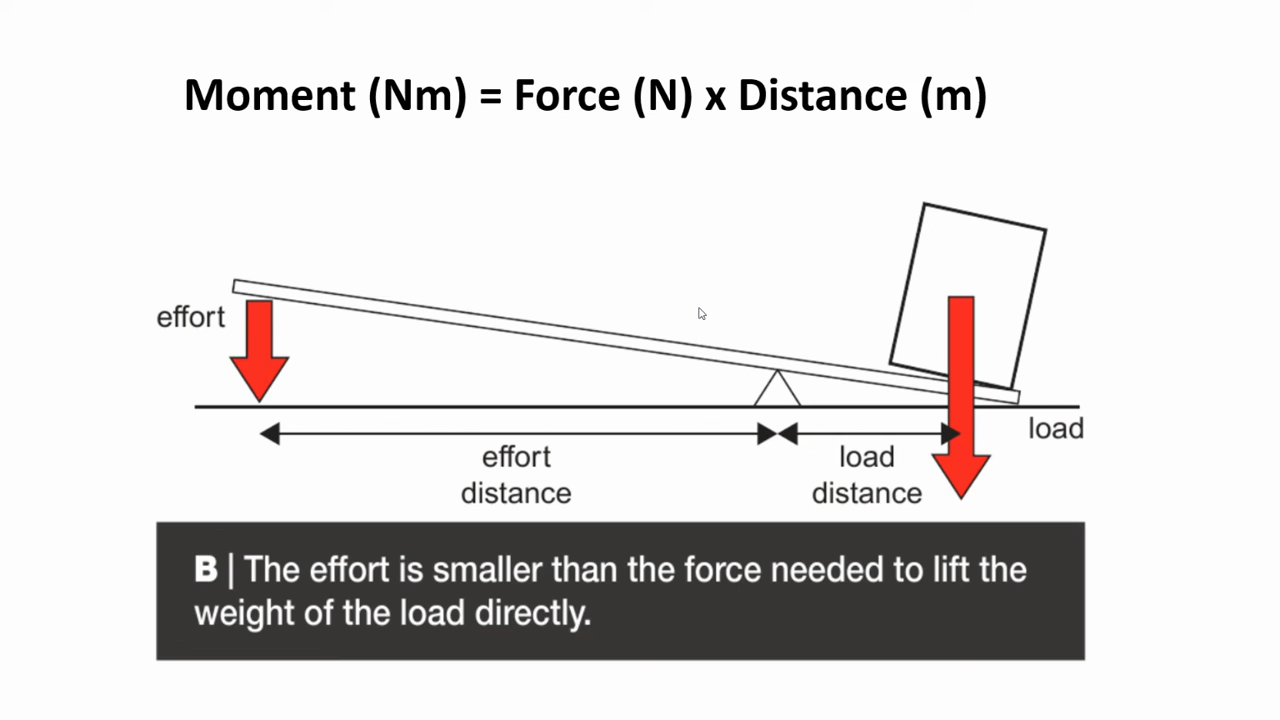 Moment (Nm) = Force (N) x Distance (m)
effort
load
effort
distance
load
distance
B | The effort is smaller than the force needed to lift the
weight of the load directly.